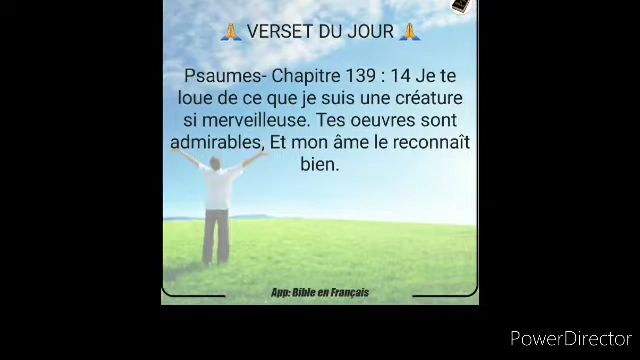 🙏 VERSET DU JOUR 🙏
Psaumes- Chapitre 139 : 14 Je te
loue de ce que je suis une créature
si merveilleuse. Tes oeuvres sont
admirables, Et mon âme le reconnaît
bien.
App: Bible en Français
PowerDirector